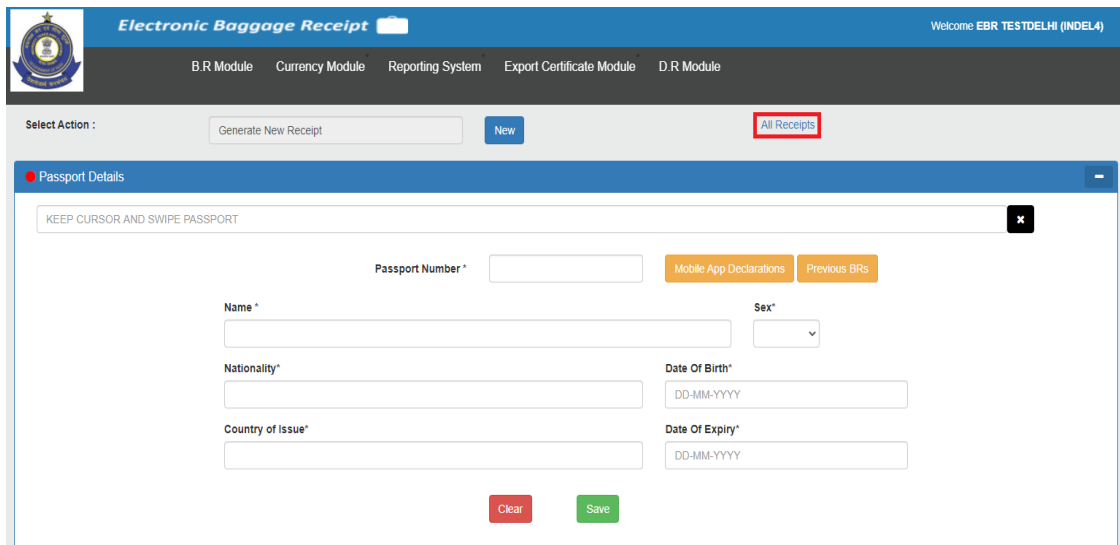 Electronic Baggage Receipt
Welcome EBR TESTDELHI (INDEL4)
B.R Module Currency Module Reporting System Export Certificate Module D.R Module
Select Action : Generate New Receipt New All Receipts
Passport Details
KEEP CURSOR AND SWIPE PASSPORT
Passport Number * Mobile App Declarations Previous BRs
Name * Sex*
Nationality* Date Of Birth*
DD-MM-YYYY
Country of Issue* Date Of Expiry*
DD-MM-YYYY
Clear Save